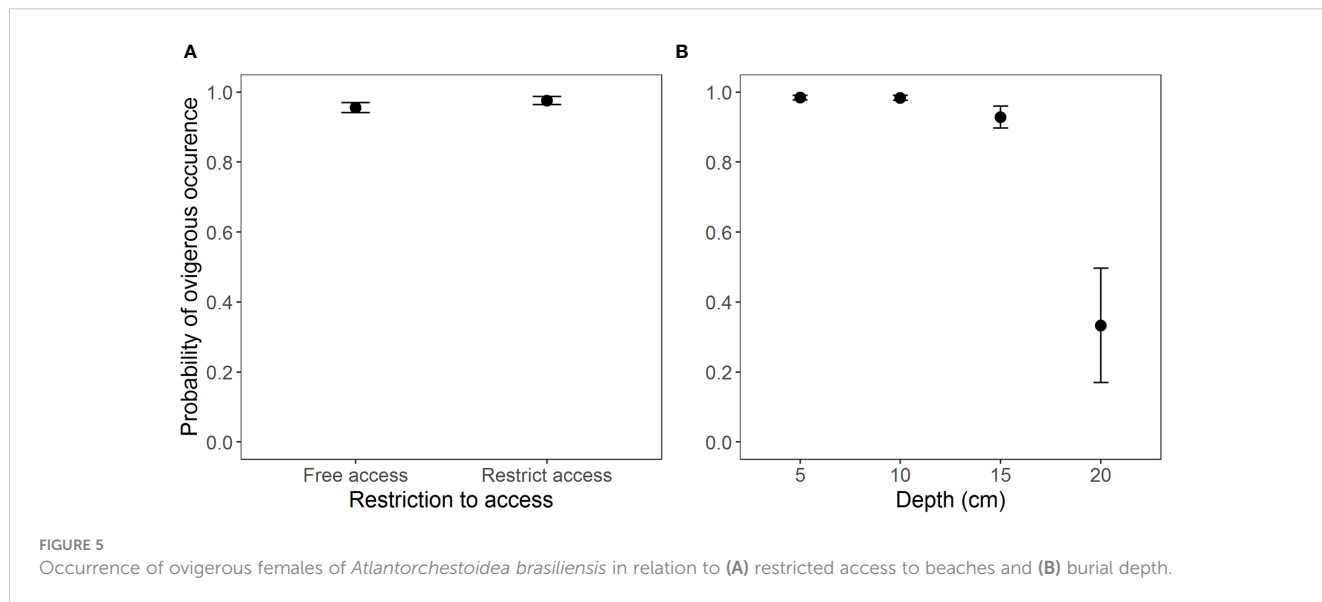 A
B
Probability of ovigerous occurence
1.0
0.8
0.6
0.4
0.2
0.0
Free access
Restrict access
Restriction to access
1.0
0.8
0.6
0.4
0.2
0.0
5
10
15
20
Depth (cm)
FIGURE 5
Occurrence of ovigerous females of Atlantorchestoidea brasiliensis in relation to (A) restricted access to beaches and (B) burial depth.